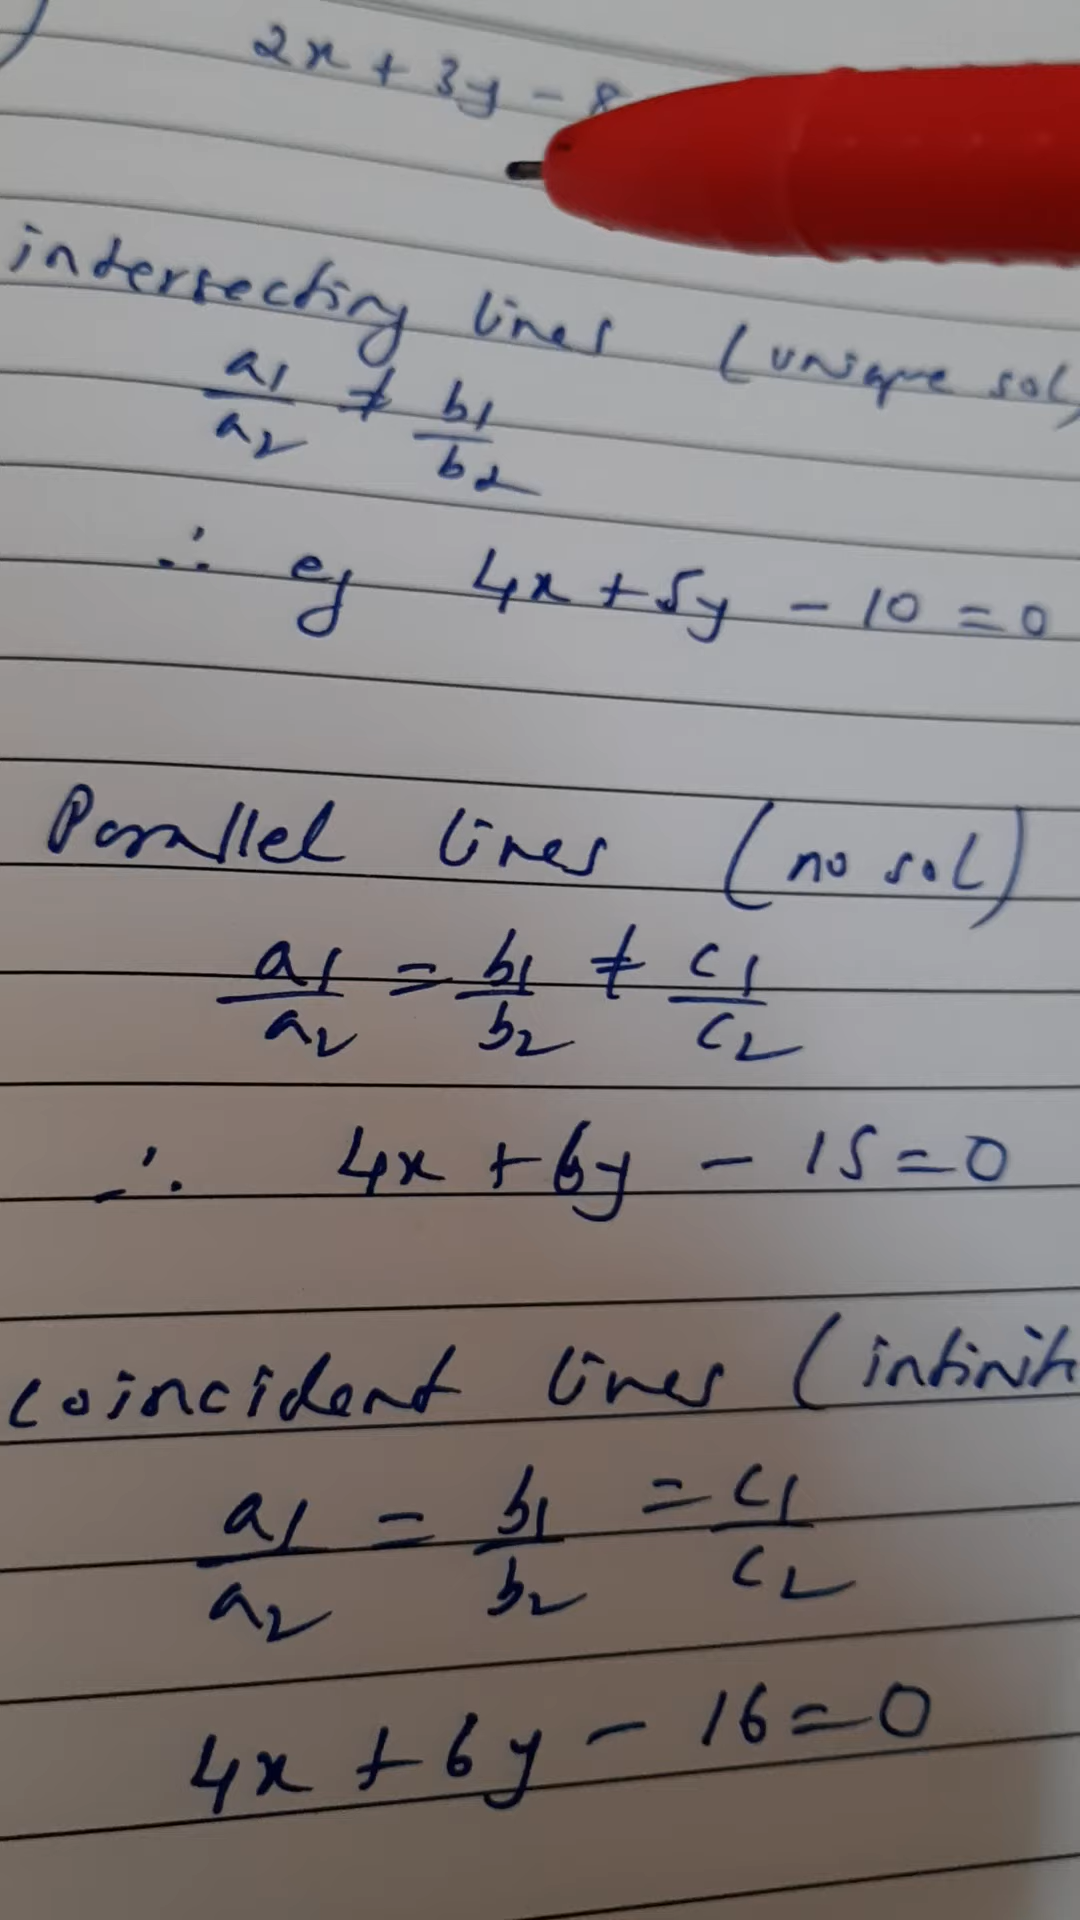 2x + 3y - 8
intersecting lines (unique sol)
a1/a2 ≠ b1/b2
∴ eg 4x + 5y - 10 = 0
Parallel lines (no sol)
a1/a2 = b1/b2 ≠ c1/c2
∴ 4x + 6y - 15 = 0
coincident lines (infinit
a1/a2 = b1/b2 = c1/c2
4x + 6y - 16 = 0